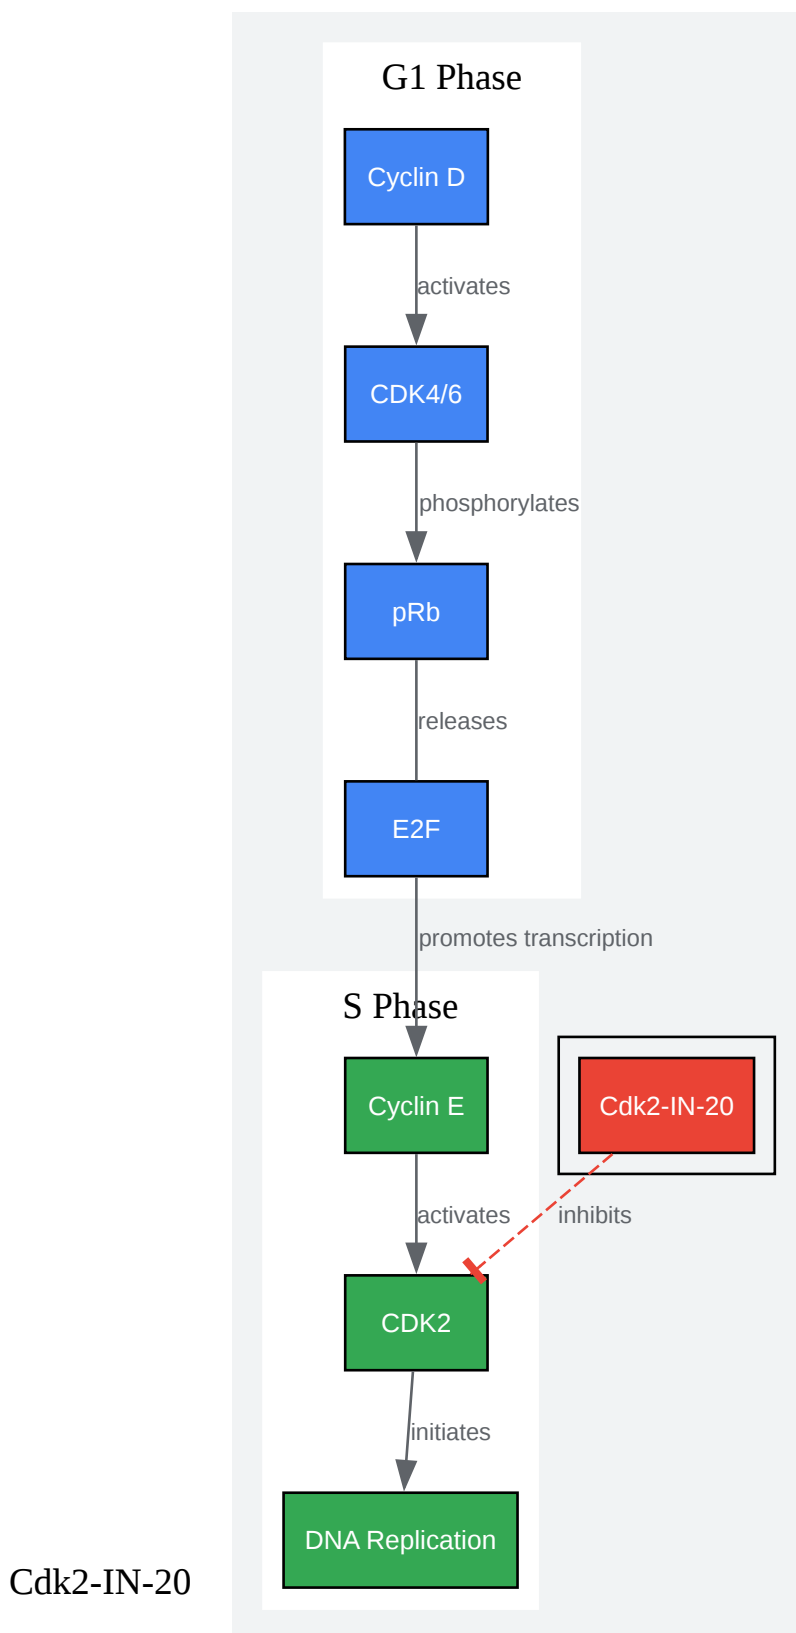 G1 Phase
Cyclin D
activates
CDK4/6
phosphorylates
pRb
releases
E2F
promotes transcription
S Phase
Cyclin E
Cdk2-IN-20
activates
inhibits
CDK2
initiates
DNA Replication
Cdk2-IN-20